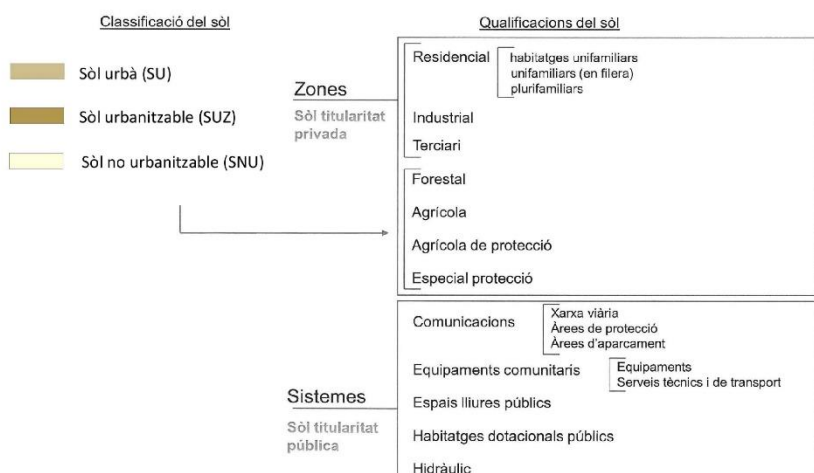 Classificació del sòl
Sòl urbà (SU)
Sòl urbanitzable (SUZ)
Sòl no urbanitzable (SNU)
Qualificacions del sòl
Zones
Sòl titularitat
privada
Residencial
habitatges unifamiliars
unifamiliars (en filera)
plurifamiliars
Industrial
Terciari
Forestal
Agrícola
Agrícola de protecció
Especial protecció
Sistemes
Sòl titularitat
pública
Comunicacions
Xarxa viària
Àrees de protecció
Àrees d'aparcament
Equipaments comunitaris
Equipaments
Serveis tècnics i de transport
Espais lliures públics
Habitatges dotacionals públics
Hidràulic